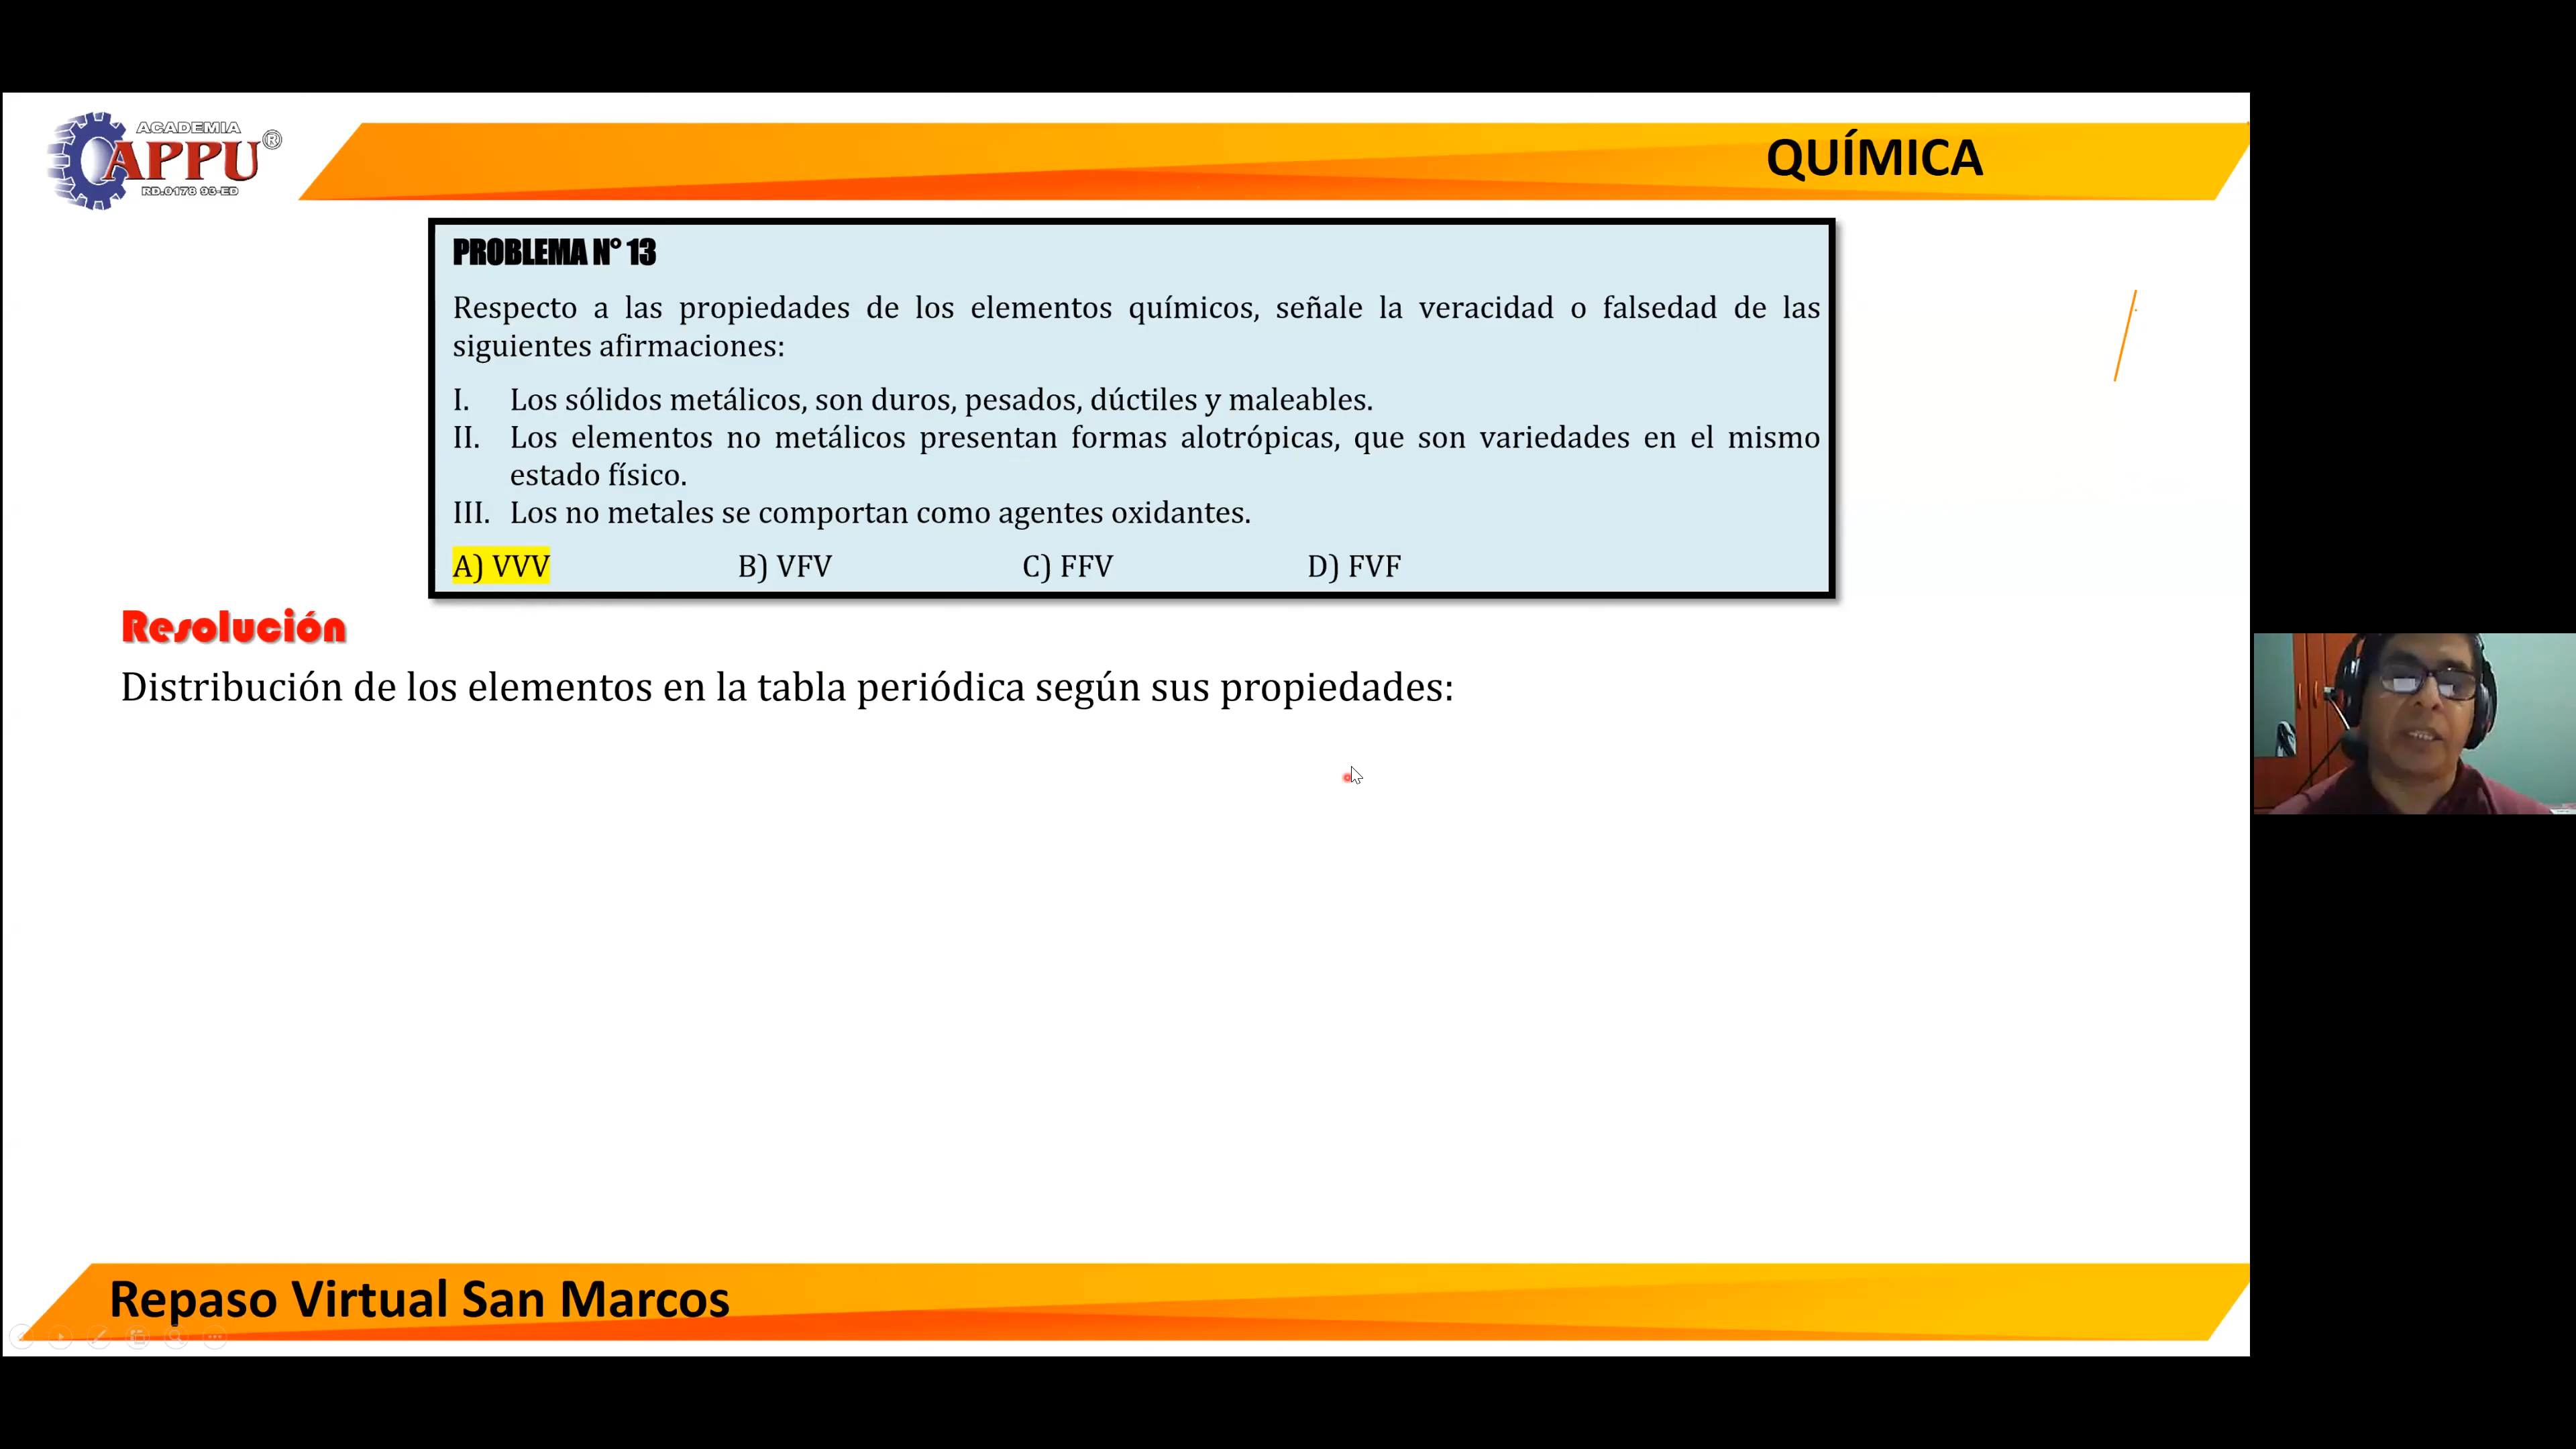 ACADEMIA
APPU®
RD.0178 93-ED
QUÍMICA
PROBLEMA N° 13
Respecto a las propiedades de los elementos químicos, señale la veracidad o falsedad de las
siguientes afirmaciones:
I. Los sólidos metálicos, son duros, pesados, dúctiles y maleables.
II. Los elementos no metálicos presentan formas alotrópicas, que son variedades en el mismo
estado físico.
III. Los no metales se comportan como agentes oxidantes.
A) VVV B) VFV C) FFV D) FVF
Resolución
Distribución de los elementos en la tabla periódica según sus propiedades:
Repaso Virtual San Marcos